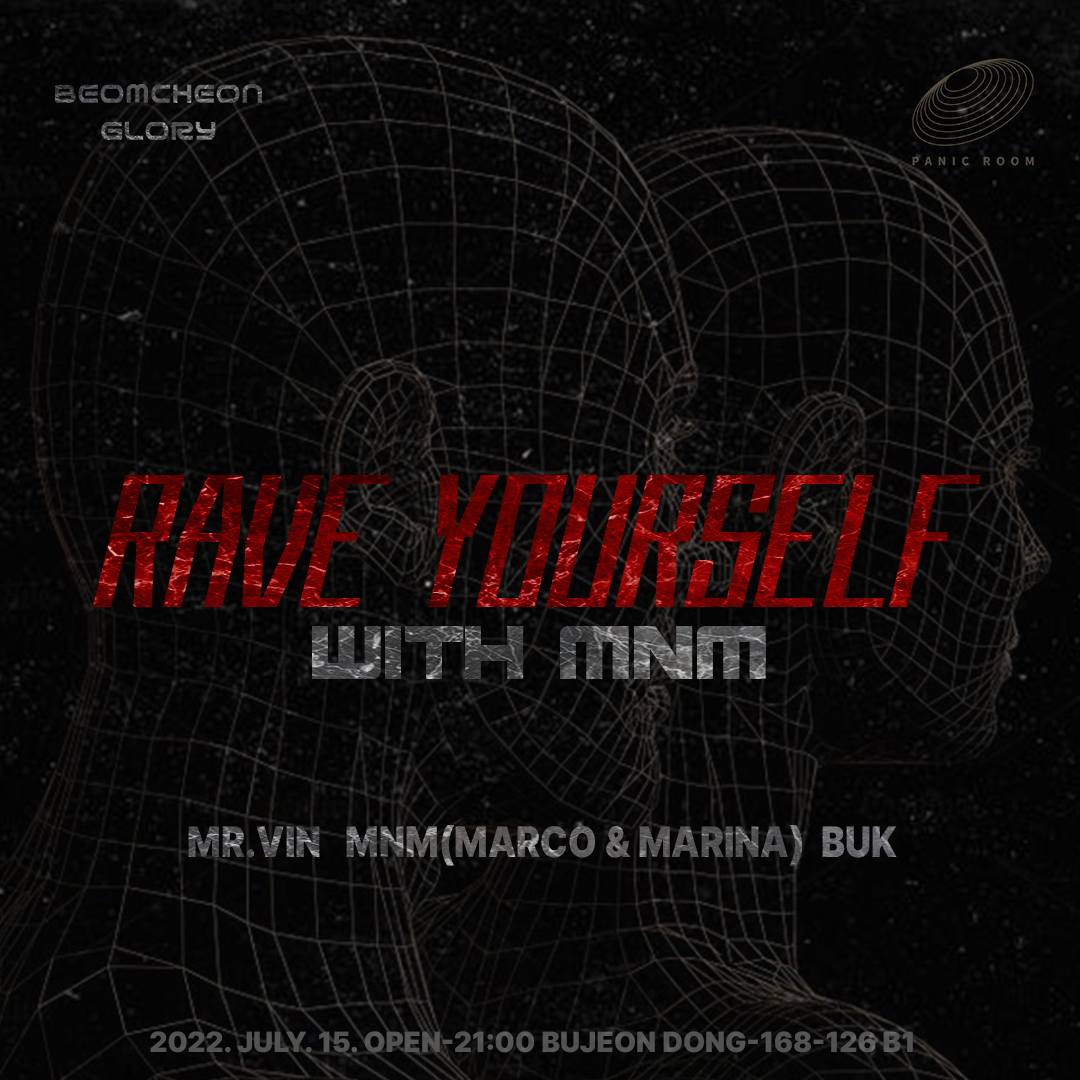 BEOMCHEON
GLORY
PANIC ROOM
RAVE YOURSELF
WITH MNM
MR.VIN MNM(MARCO & MARINA) BUK
2022. JULY. 15. OPEN-21:00 BUJEON DONG-168-126 B1